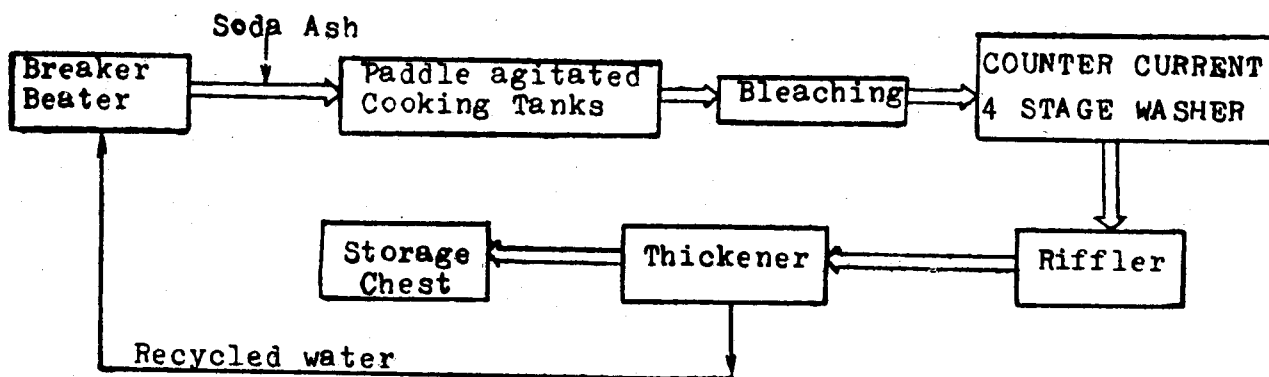 Soda Ash
Breaker
Beater
Paddle agitated
Cooking Tanks
Bleaching
COUNTER CURRENT
4 STAGE WASHER
Storage
Chest
Thickener
Riffler
Recycled water